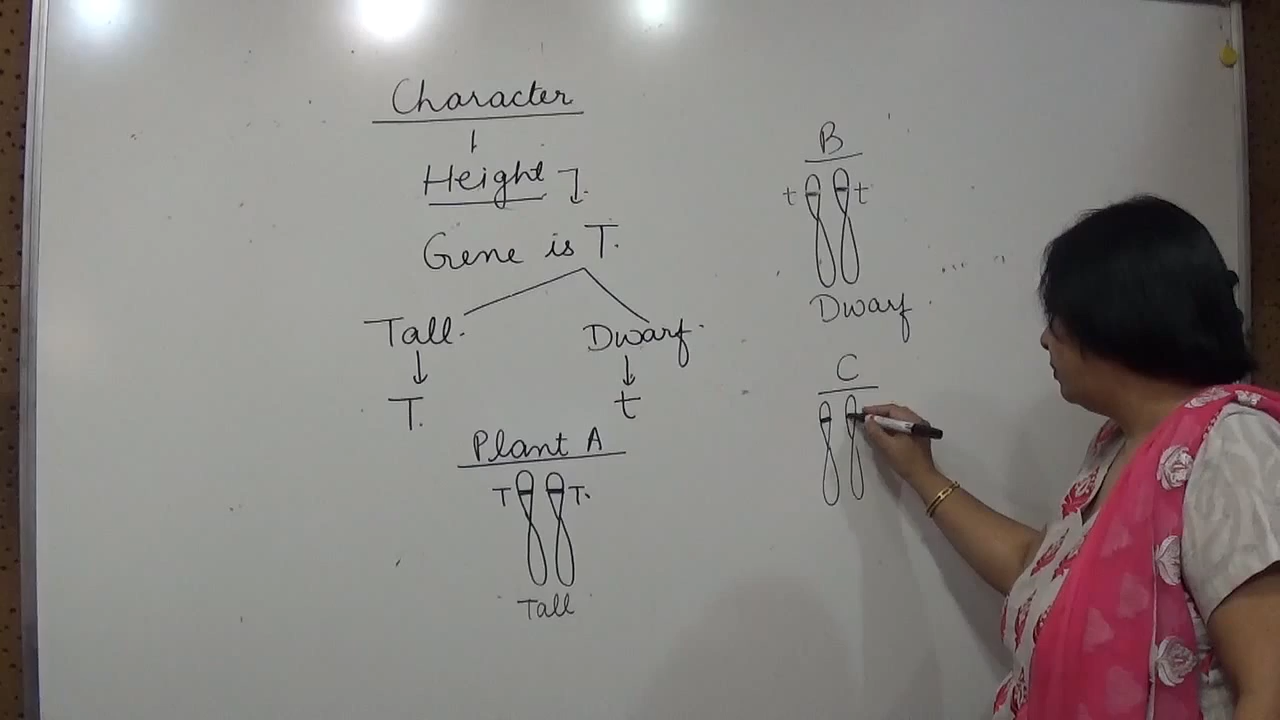 Character
Height
Gene is T.
Tall. Dwarf.
T. t
Plant A
T T.
Tall
B
t t
Dwarf.
C